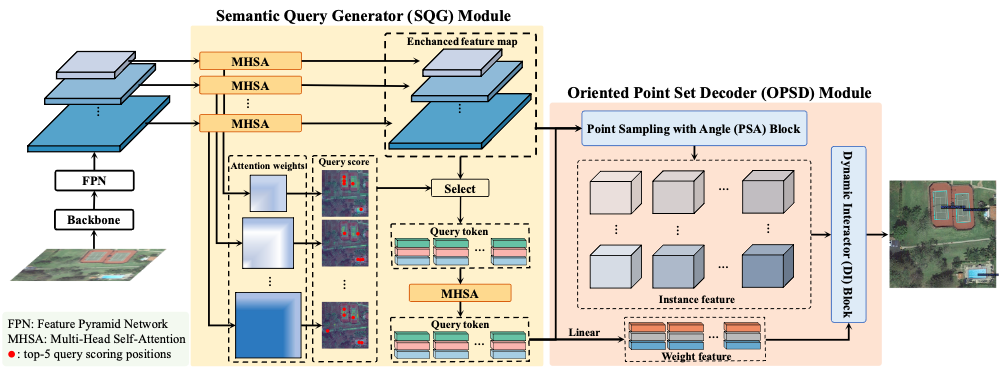 Semantic Query Generator (SQG) Module
Enchanced feature map
MHSA
MHSA
MHSA
FPN
Backbone
Attention weights
Query score
Select
Query token
MHSA
Query token
FPN: Feature Pyramid Network
MHSA: Multi-Head Self-Attention
: top-5 query scoring positions
Oriented Point Set Decoder (OPSD) Module
Point Sampling with Angle (PSA) Block
Instance feature
Linear
Weight feature
Dynamic Interactor (DI) Block